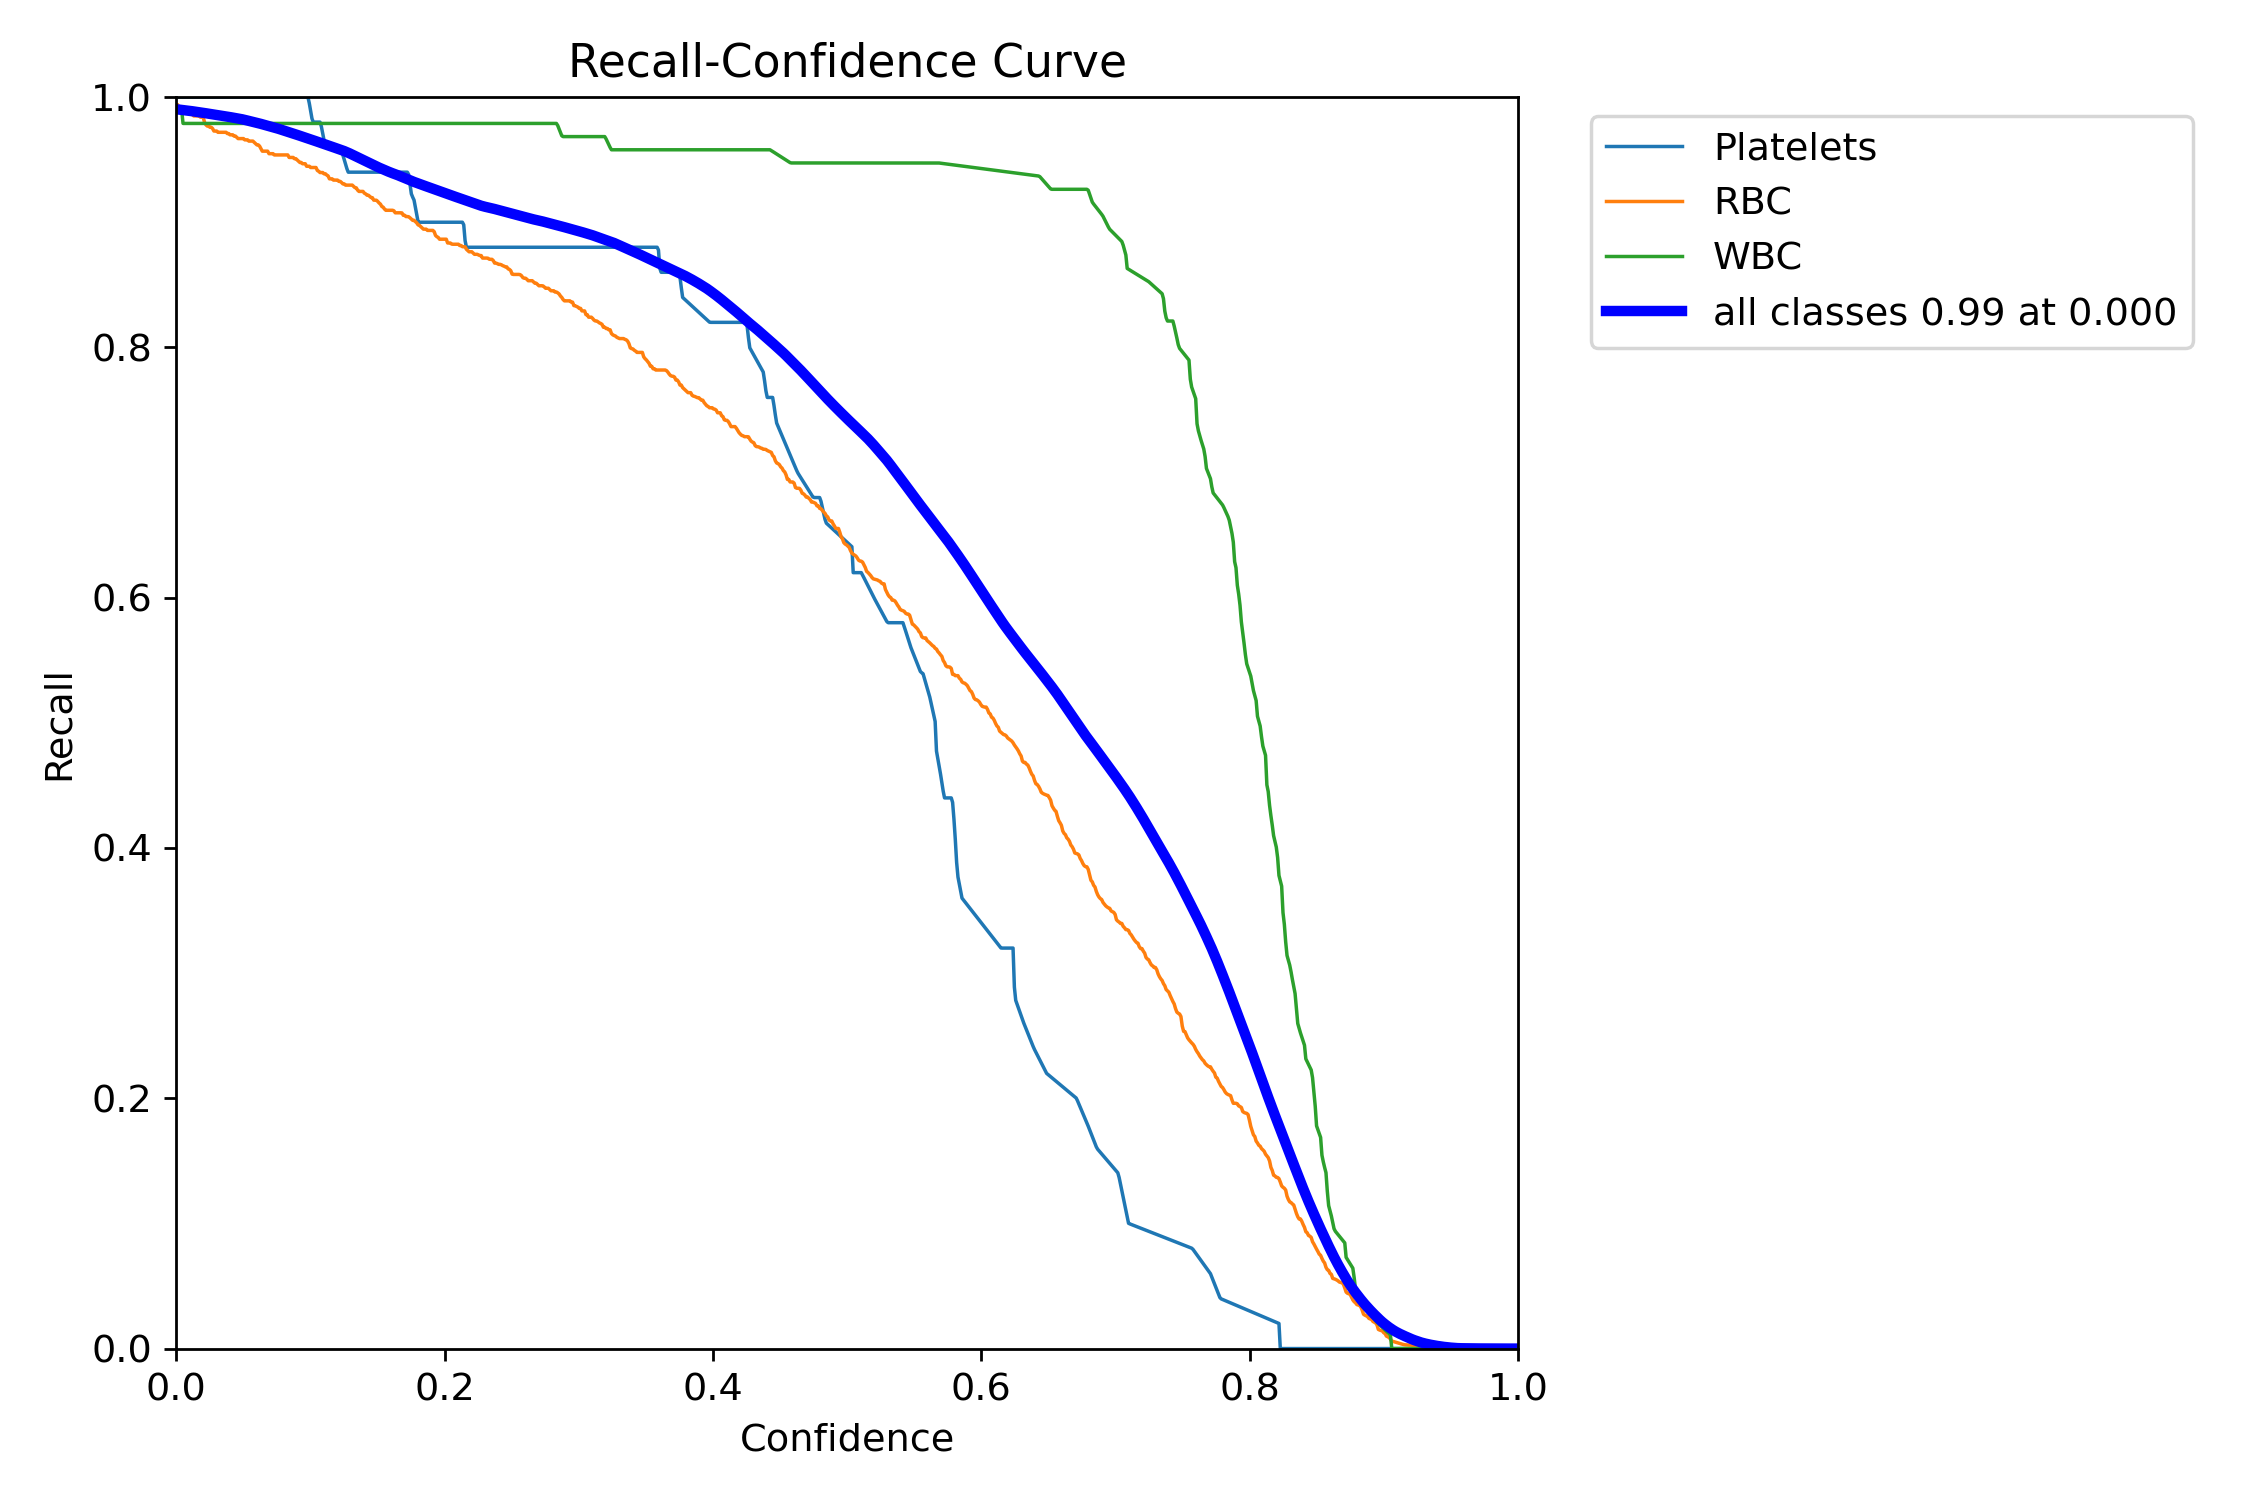 Recall-Confidence Curve
1.0
0.8
0.6
0.4
0.2
0.0
Recall
0.0 0.2 0.4 0.6 0.8 1.0
Confidence
Platelets
RBC
WBC
all classes 0.99 at 0.000